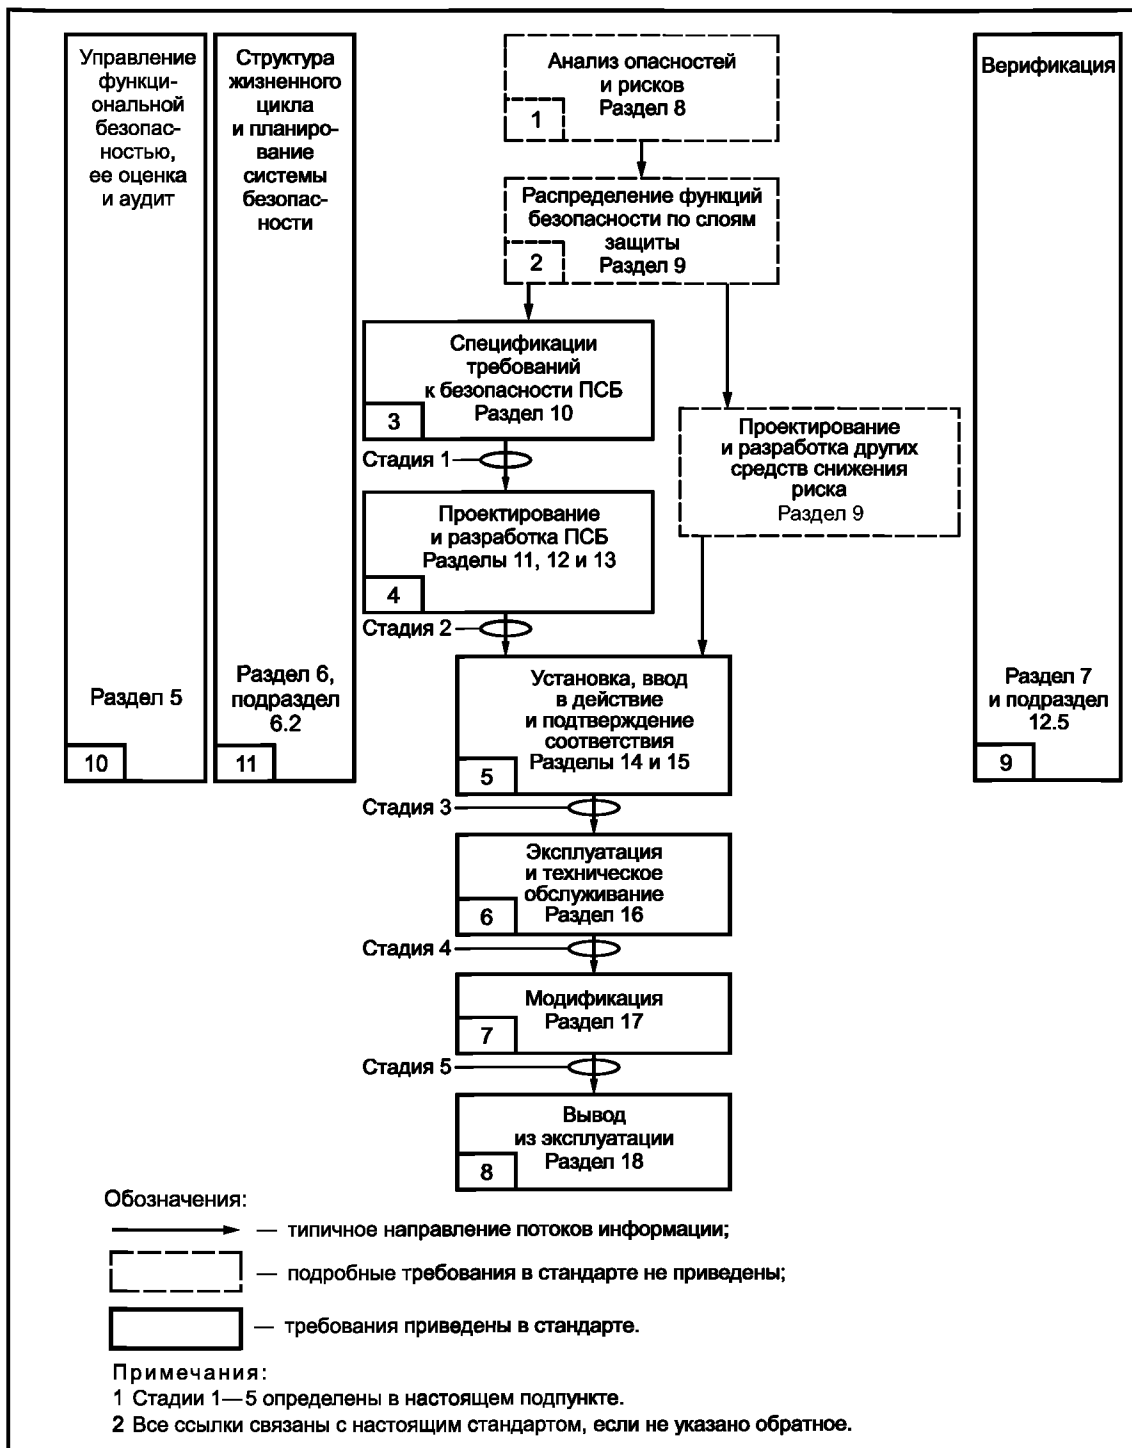 Управление
функци-
ональной
безопас-
ностью,
ее оценка
и аудит
Раздел 5
10
Структура
жизненного
цикла
и планиро-
вание
системы
безопас-
ности
Раздел 6,
подраздел
6.2
11
Анализ опасностей
и рисков
Раздел 8
1
Распределение функций
безопасности по слоям
защиты
Раздел 9
2
Спецификации
требований
к безопасности ПСБ
Раздел 10
3
Стадия 1
Проектирование
и разработка других
средств снижения
риска
Раздел 9
Проектирование
и разработка ПСБ
Разделы 11, 12 и 13
4
Стадия 2
Установка, ввод
в действие
и подтверждение
соответствия
Разделы 14 и 15
5
Стадия 3
Эксплуатация
и техническое
обслуживание
Раздел 16
6
Стадия 4
Модификация
Раздел 17
7
Стадия 5
Вывод
из эксплуатации
Раздел 18
8
Верификация
Раздел 7
и подраздел
12.5
9
Обозначения:
— типичное направление потоков информации;
— подробные требования в стандарте не приведены;
— требования приведены в стандарте.
Примечания:
1 Стадии 1—5 определены в настоящем подпункте.
2 Все ссылки связаны с настоящим стандартом, если не указано обратное.